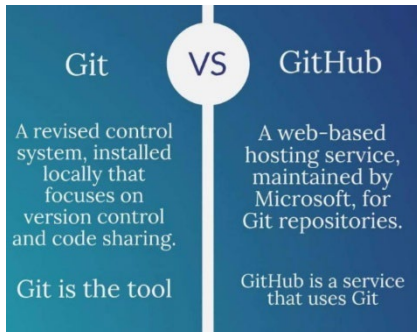 Git
A revised control
system, installed
locally that
focuses on
version control
and code sharing.
Git is the tool
VS
GitHub
A web-based
hosting service,
maintained by
Microsoft, for
Git repositories.
GitHub is a service
that uses Git